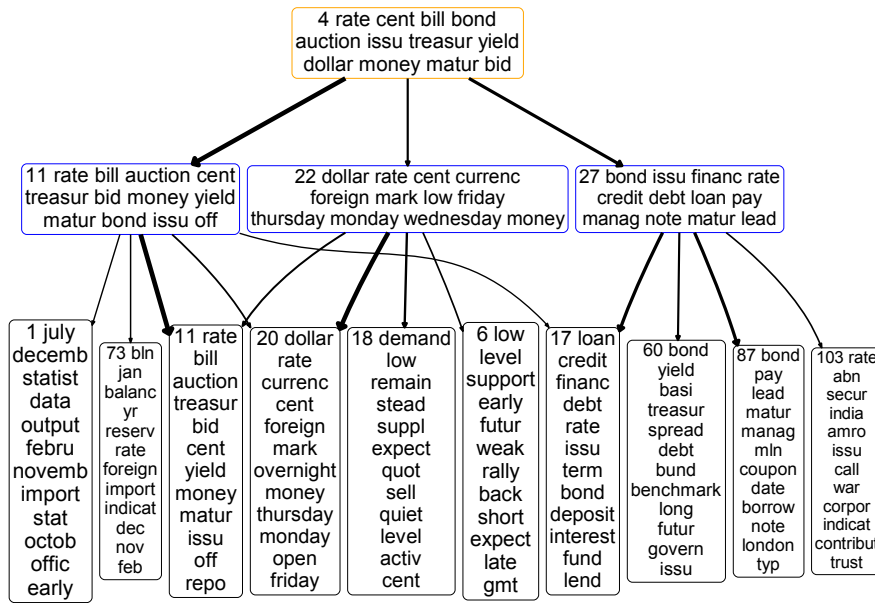 4 rate cent bill bond
auction issu treasur yield
dollar money matur bid
11 rate bill auction cent
treasur bid money yield
matur bond issu off
22 dollar rate cent currenc
foreign mark low friday
thursday monday wednesday money
27 bond issu financ rate
credit debt loan pay
manag note matur lead
1 july
decemb
statist
data
output
febru
novemb
import
stat
octob
offic
early
73 bln
jan
balanc
yr
reserv
rate
foreign
import
indicat
dec
nov
feb
11 rate
bill
auction
treasur
bid
cent
yield
money
matur
issu
off
repo
20 dollar
rate
currenc
cent
foreign
mark
overnight
money
thursday
monday
open
friday
18 demand
low
remain
stead
suppl
expect
quot
sell
quiet
level
activ
cent
6 low
level
support
early
futur
weak
rally
back
short
expect
late
gmt
17 loan
credit
financ
debt
rate
issu
term
bond
deposit
interest
fund
lend
60 bond
yield
basi
treasur
spread
debt
bund
benchmark
long
futur
govern
issu
87 bond
pay
lead
matur
manag
mln
coupon
date
borrow
note
london
typ
103 rate
abn
secur
india
amro
issu
call
war
corpor
indicat
contribut
trust